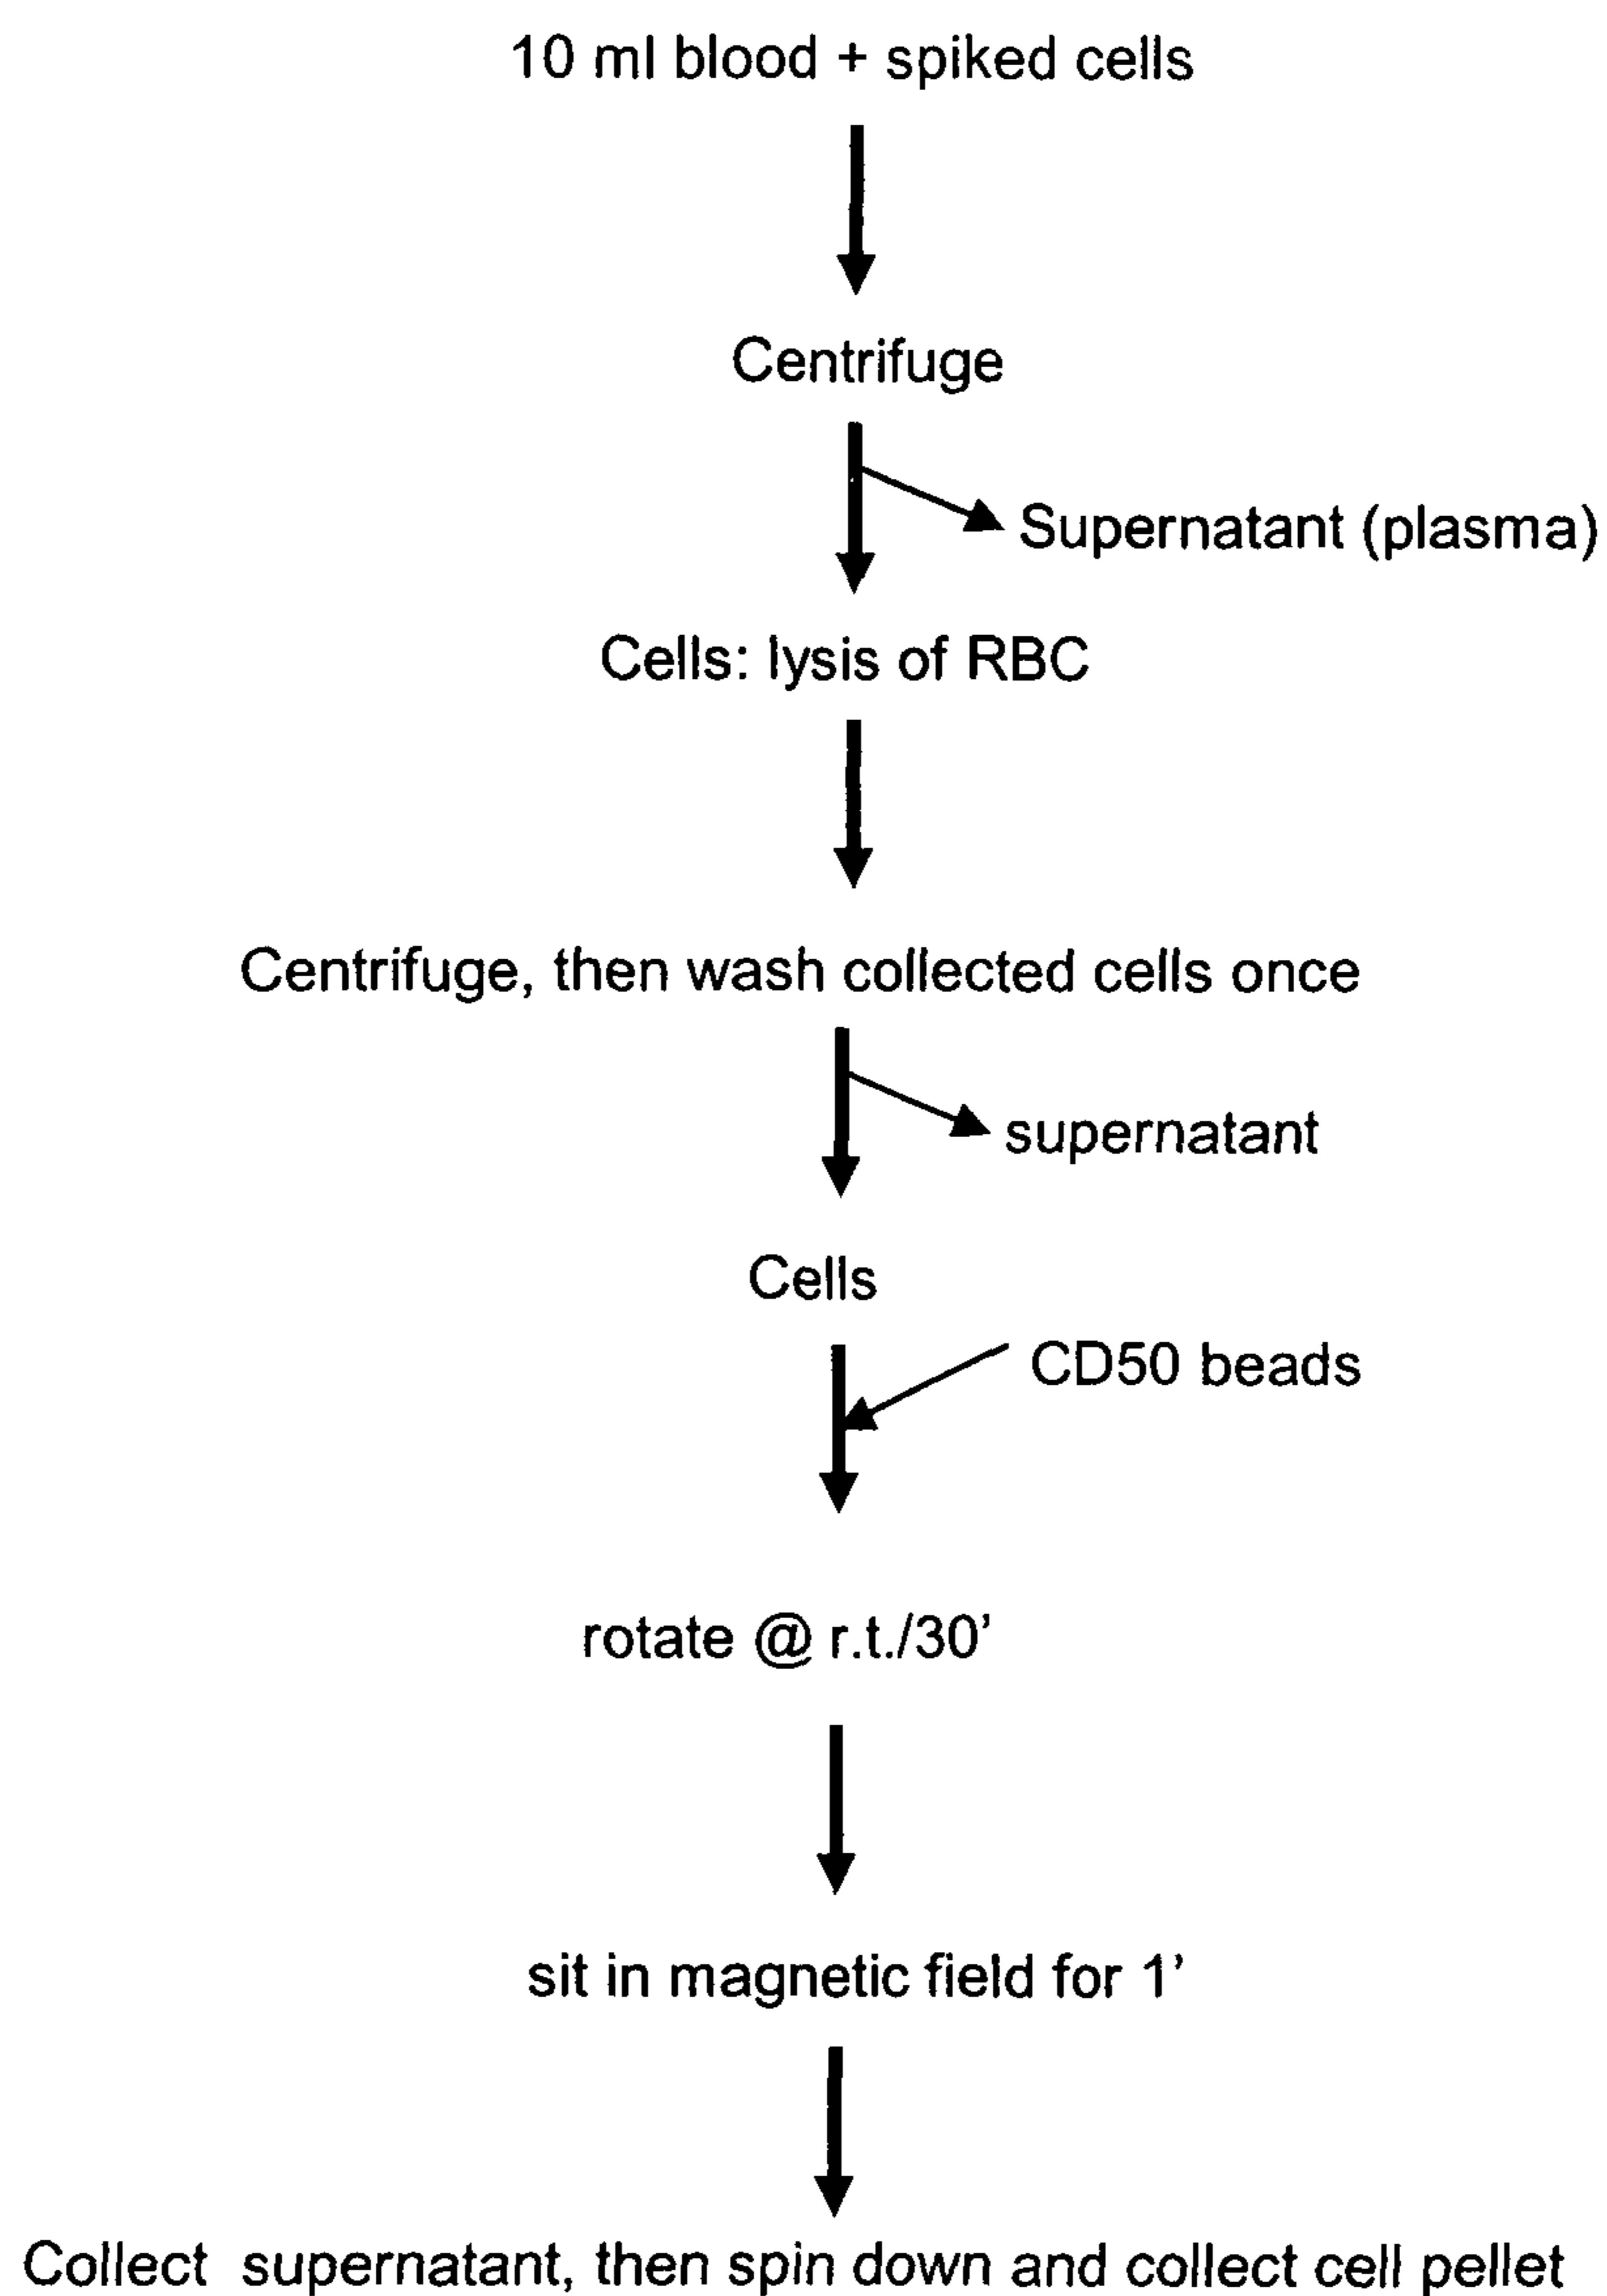 10 ml blood + spiked cells
Centrifuge
Supernatant (plasma)
Cells: lysis of RBC
Centrifuge, then wash collected cells once
supernatant
Cells
CD50 beads
rotate @ r.t./30’
sit in magnetic field for 1’
Collect supernatant, then spin down and collect cell pellet